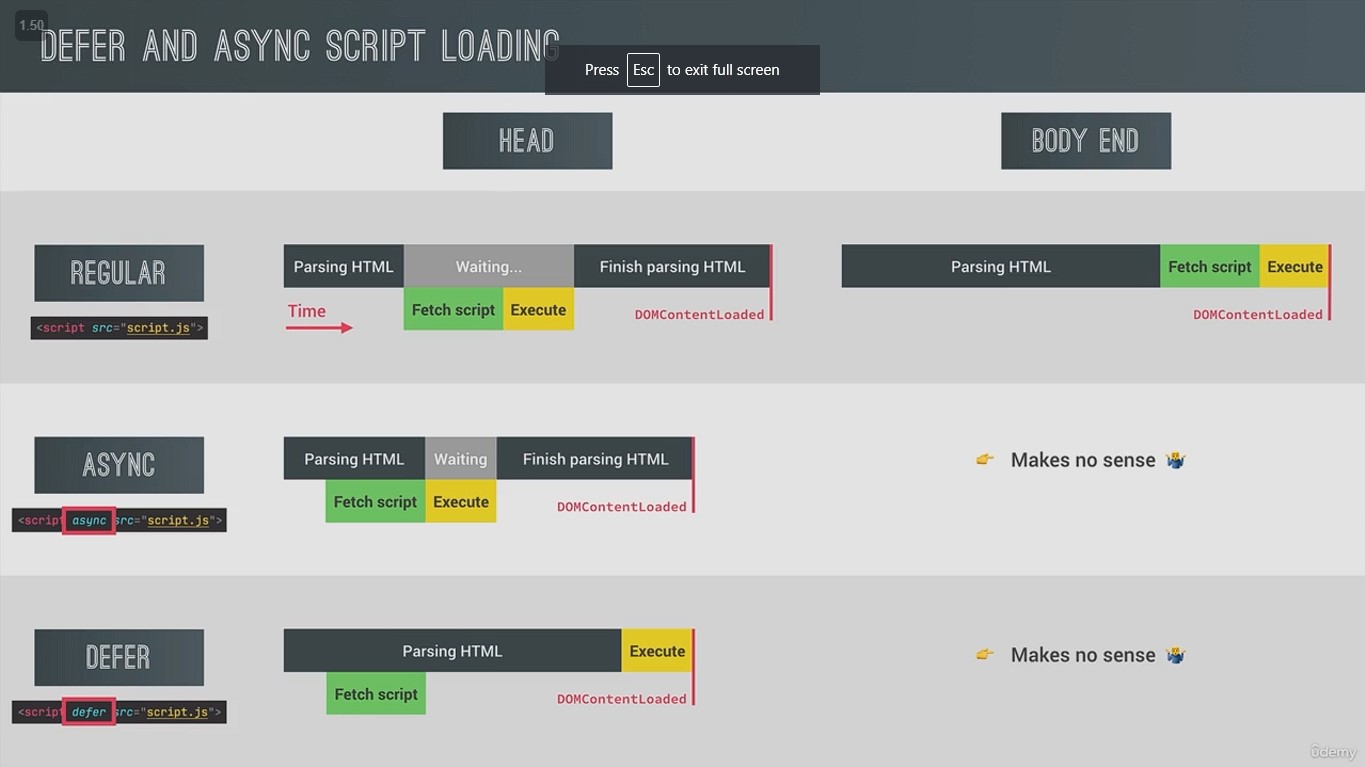 1.50
DEFER AND ASYNC SCRIPT LOADING
Press Esc to exit full screen
HEAD
BODY END
REGULAR
<script src="script.js">
Parsing HTML
Waiting...
Finish parsing HTML
Time
Fetch script
Execute
DOMContentLoaded
Parsing HTML
Fetch script
Execute
DOMContentLoaded
ASYNC
<script async src="script.js">
Parsing HTML
Waiting
Finish parsing HTML
Fetch script
Execute
DOMContentLoaded
👉 Makes no sense 🤷‍♂️
DEFER
<script defer src="script.js">
Parsing HTML
Execute
Fetch script
DOMContentLoaded
👉 Makes no sense 🤷‍♂️
ûdemy